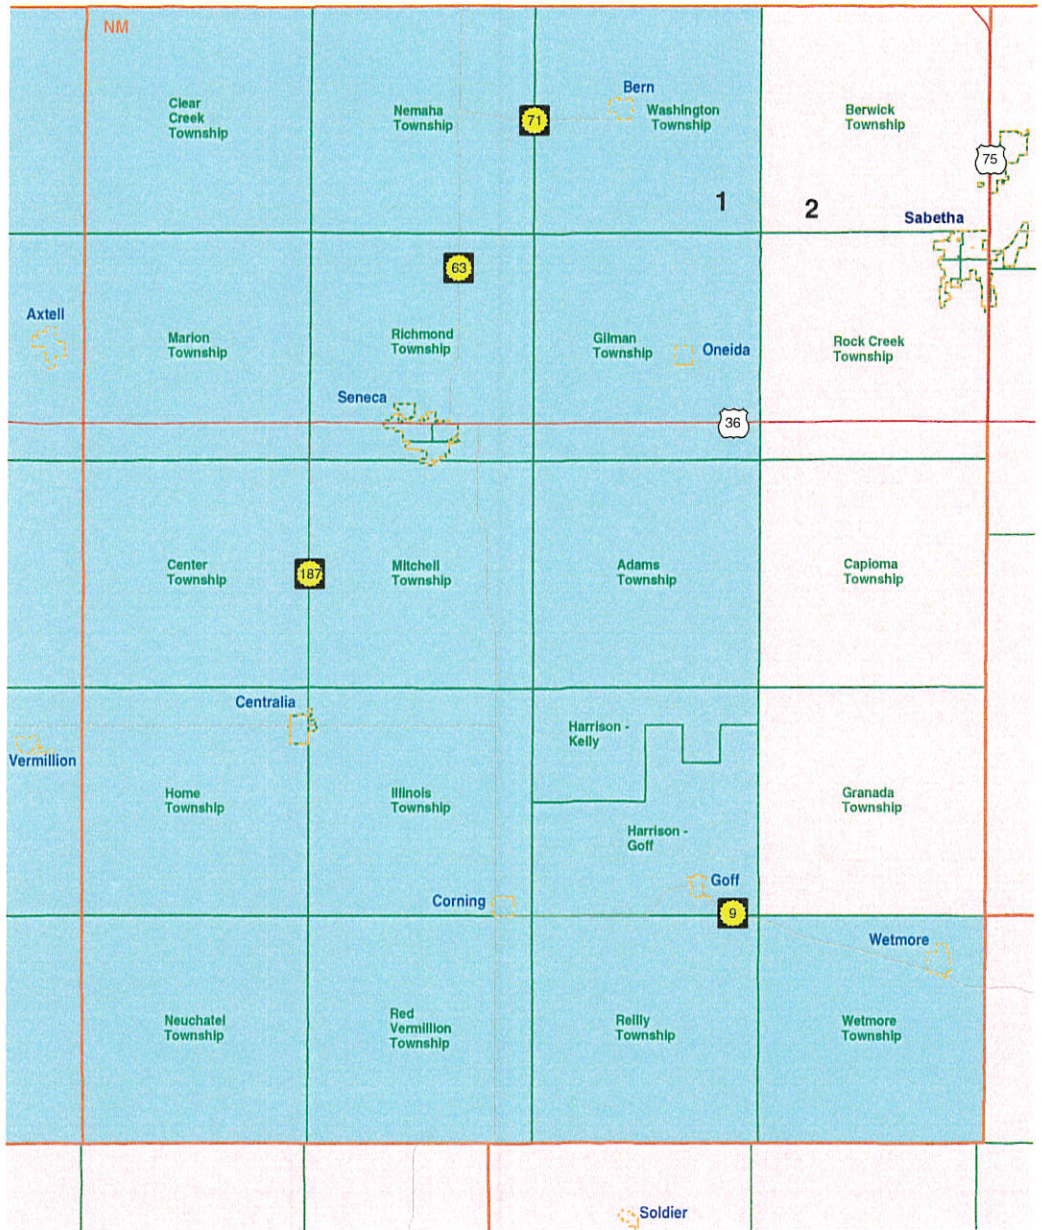 NM
Clear
Creek
Township
Nemaha
Township
71
Bern
Washington
Township
Berwick
Township
75
1
2
Sabetha
63
Axtell
Marion
Township
Richmond
Township
Gilman
Township
Oneida
Rock Creek
Township
Seneca
36
Center
Township
187
Mitchell
Township
Adams
Township
Capioma
Township
Centralia
Vermillion
Harrison -
Kelly
Home
Township
Illinois
Township
Harrison -
Goff
Granada
Township
Corning
Goff
9
Wetmore
Neuchatel
Township
Red
Vermillion
Township
Reilly
Township
Wetmore
Township
Soldier